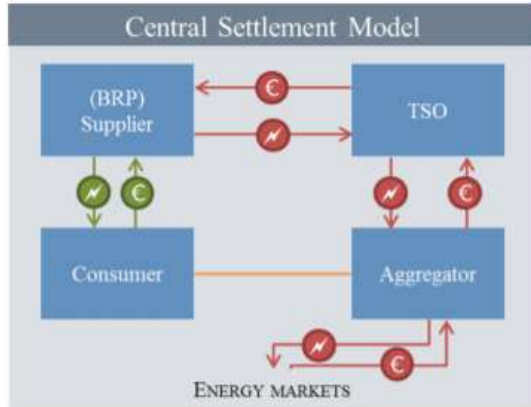 Central Settlement Model
(BRP)
Supplier
€
TSO
€
€
Consumer
Aggregator
€
ENERGY MARKETS